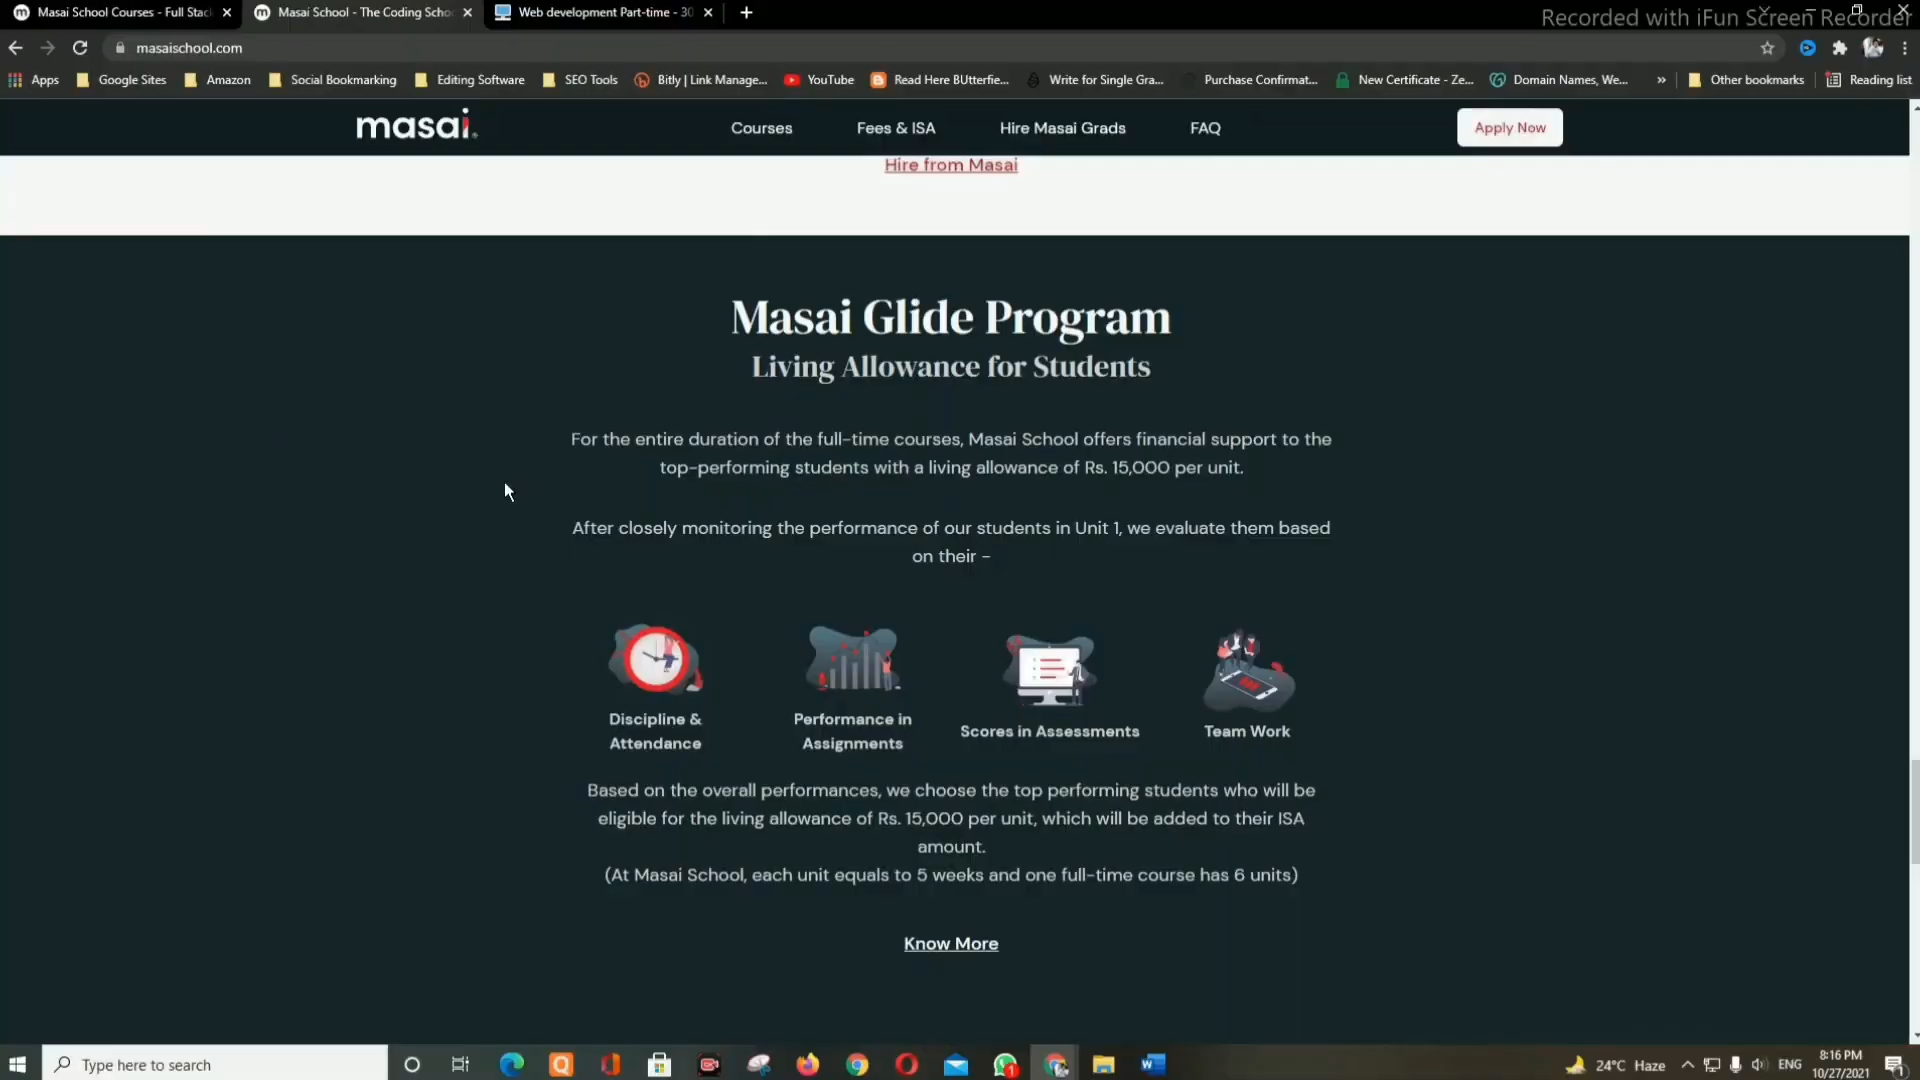 Masai School Courses - Full Stac
Masai School - The Coding Scho
Web development Part-time - 30
Recorded with iFun Screen Recorder
masaischool.com
Apps
Google Sites
Amazon
Social Bookmarking
Editing Software
SEO Tools
Bitly | Link Manage...
YouTube
Read Here BUtterfie...
Write for Single Gra...
Purchase Confirmat...
New Certificate - Ze...
Domain Names, We...
»
Other bookmarks
Reading list
masai.
Courses
Fees & ISA
Hire Masai Grads
FAQ
Apply Now
Hire from Masai
Masai Glide Program
Living Allowance for Students
For the entire duration of the full-time courses, Masai School offers financial support to the
top-performing students with a living allowance of Rs. 15,000 per unit.
After closely monitoring the performance of our students in Unit 1, we evaluate them based
on their –
Discipline &
Attendance
Performance in
Assignments
Scores in Assessments
Team Work
Based on the overall performances, we choose the top performing students who will be
eligible for the living allowance of Rs. 15,000 per unit, which will be added to their ISA
amount.
(At Masai School, each unit equals to 5 weeks and one full-time course has 6 units)
Know More
Type here to search
24°C Haze
ENG
8:16 PM
10/27/2021